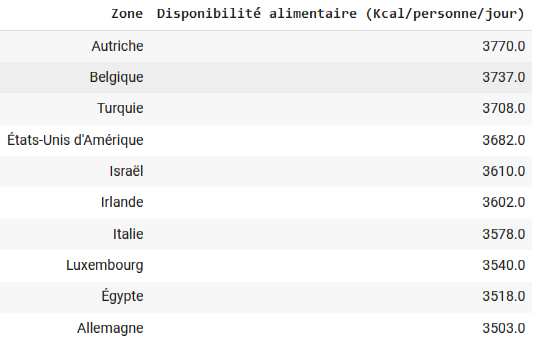 Zone Disponibilité alimentaire (Kcal/personne/jour)
Autriche 3770.0
Belgique 3737.0
Turquie 3708.0
États-Unis d'Amérique 3682.0
Israël 3610.0
Irlande 3602.0
Italie 3578.0
Luxembourg 3540.0
Égypte 3518.0
Allemagne 3503.0